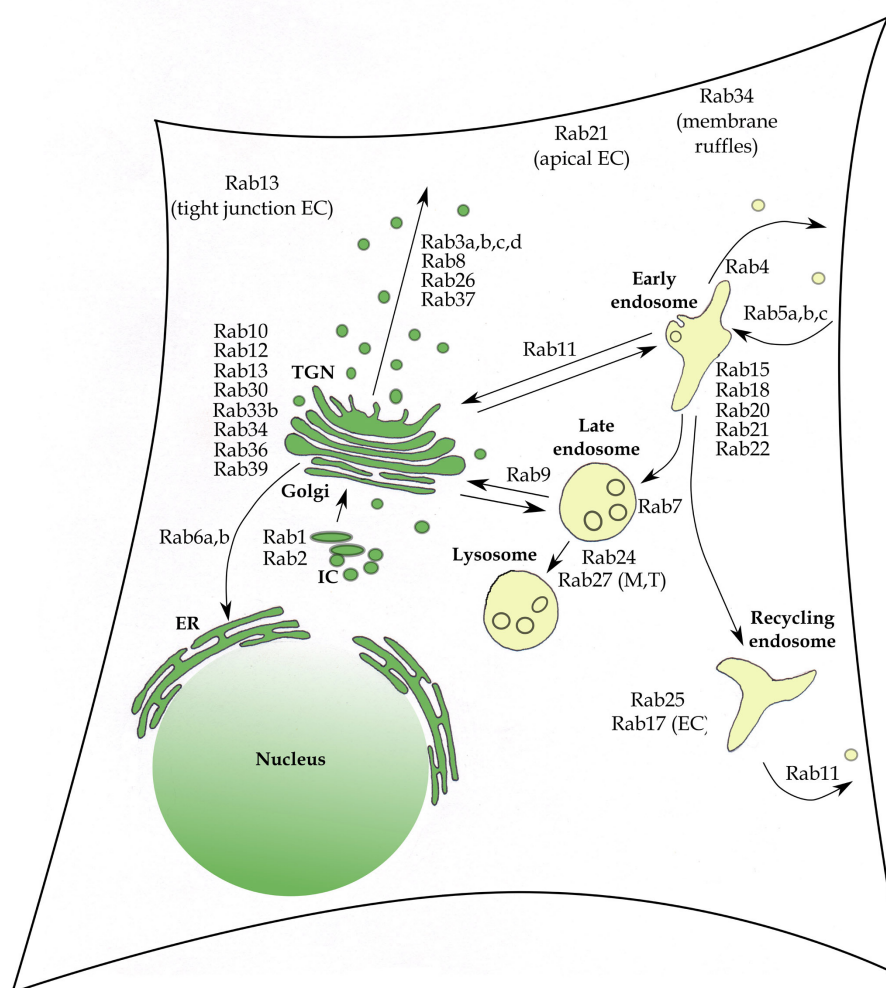 Rab34
(membrane
ruffles)
Rab21
(apical EC)
Rab13
(tight junction EC)
Rab3a,b,c,d
Rab8
Rab26
Rab37
Early
endosome
Rab4
Rab5a,b,c
Rab11
Rab10
Rab12
Rab13
Rab30
Rab33b
Rab34
Rab36
Rab39
TGN
Golgi
Rab15
Rab18
Rab20
Rab21
Rab22
Late
endosome
Rab9
Rab7
Rab6a,b
Rab1
Rab2
IC
Lysosome
Rab24
Rab27 (M,T)
ER
Recycling
endosome
Rab25
Rab17 (EC)
Nucleus
Rab11